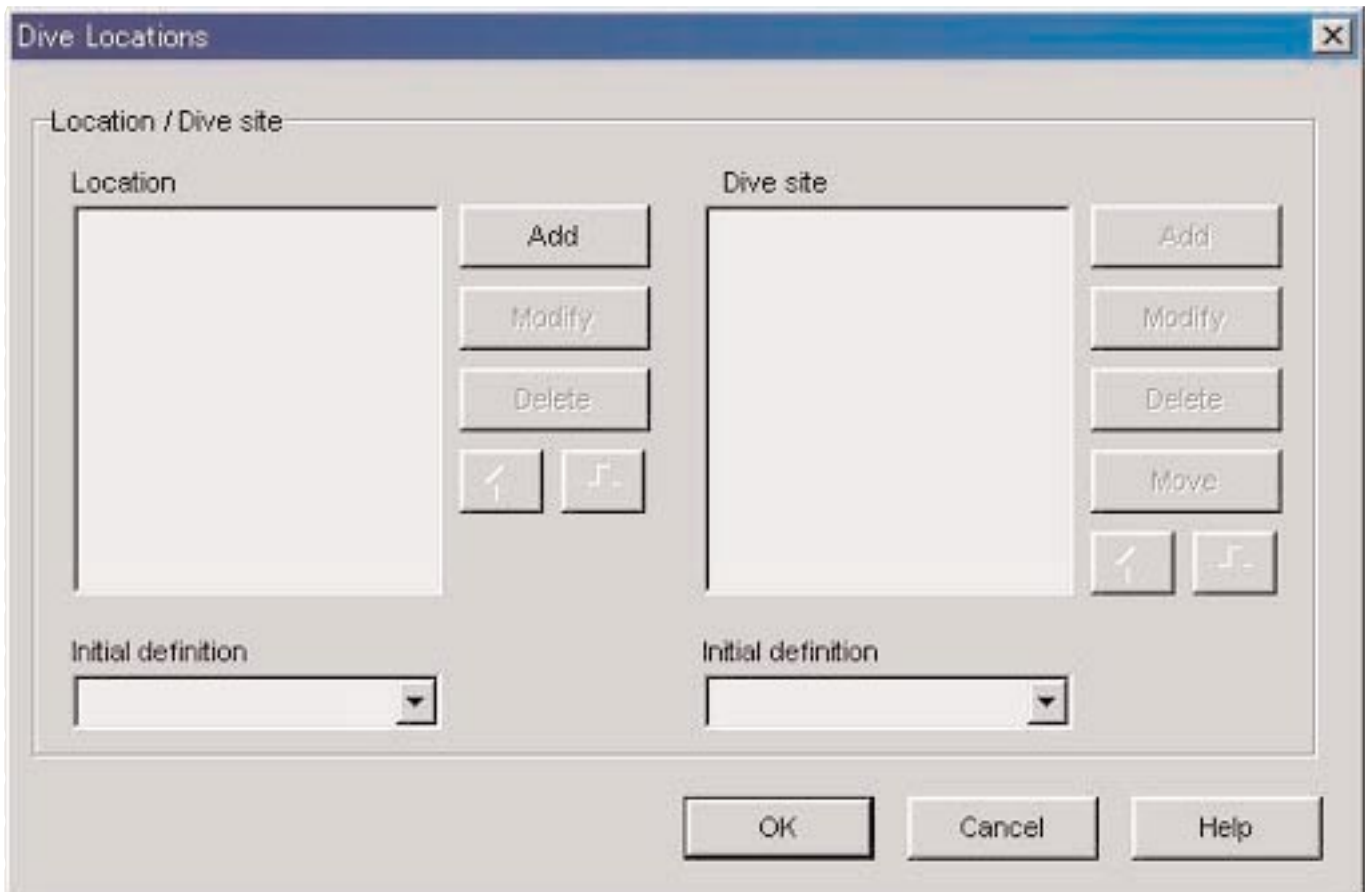 Dive Locations
Location / Dive site
Location
Add
Modify
Delete
Initial definition
Dive site
Add
Modify
Delete
Move
Initial definition
OK
Cancel
Help